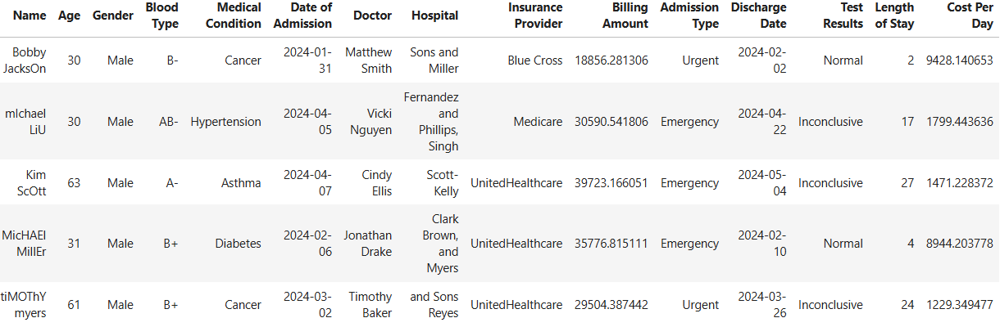 Name Age Gender Blood Type Medical Condition Date of Admission Doctor Hospital Insurance Provider Billing Amount Admission Type Discharge Date Test Results Length of Stay Cost Per Day
Bobby JacksOn 30 Male B- Cancer 2024-01-31 Matthew Smith Sons and Miller Blue Cross 18856.281306 Urgent 2024-02-02 Normal 2 9428.140653
mIchael LiU 30 Male AB- Hypertension 2024-04-05 Vicki Nguyen Fernandez and Phillips, Singh Medicare 30590.541806 Emergency 2024-04-22 Inconclusive 17 1799.443636
Kim ScOtt 63 Male A- Asthma 2024-04-07 Cindy Ellis Scott-Kelly UnitedHealthcare 39723.166051 Emergency 2024-05-04 Inconclusive 27 1471.228372
MicHAEl MillEr 31 Male B+ Diabetes 2024-02-06 Jonathan Drake Clark Brown, and Myers UnitedHealthcare 35776.815111 Emergency 2024-02-10 Normal 4 8944.203778
tiMOThY myers 61 Male B+ Cancer 2024-03-02 Timothy Baker and Sons Reyes UnitedHealthcare 29504.387442 Urgent 2024-03-26 Inconclusive 24 1229.349477